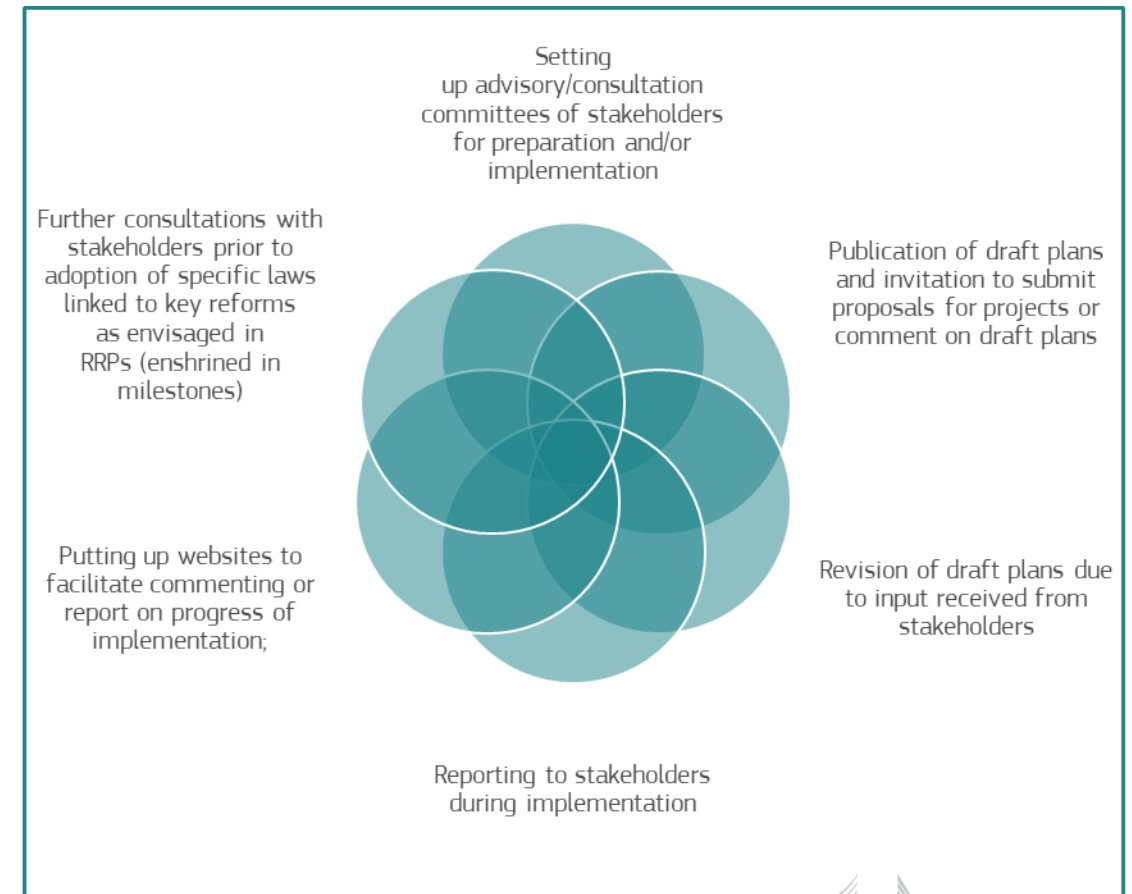 Setting
up advisory/consultation
committees of stakeholders
for preparation and/or
implementation
Publication of draft plans
and invitation to submit
proposals for projects or
comment on draft plans
Revision of draft plans due
to input received from
stakeholders
Reporting to stakeholders
during implementation
Putting up websites to
facilitate commenting or
report on progress of
implementation;
Further consultations with
stakeholders prior to
adoption of specific laws
linked to key reforms
as envisaged in
RRPs (enshrined in
milestones)